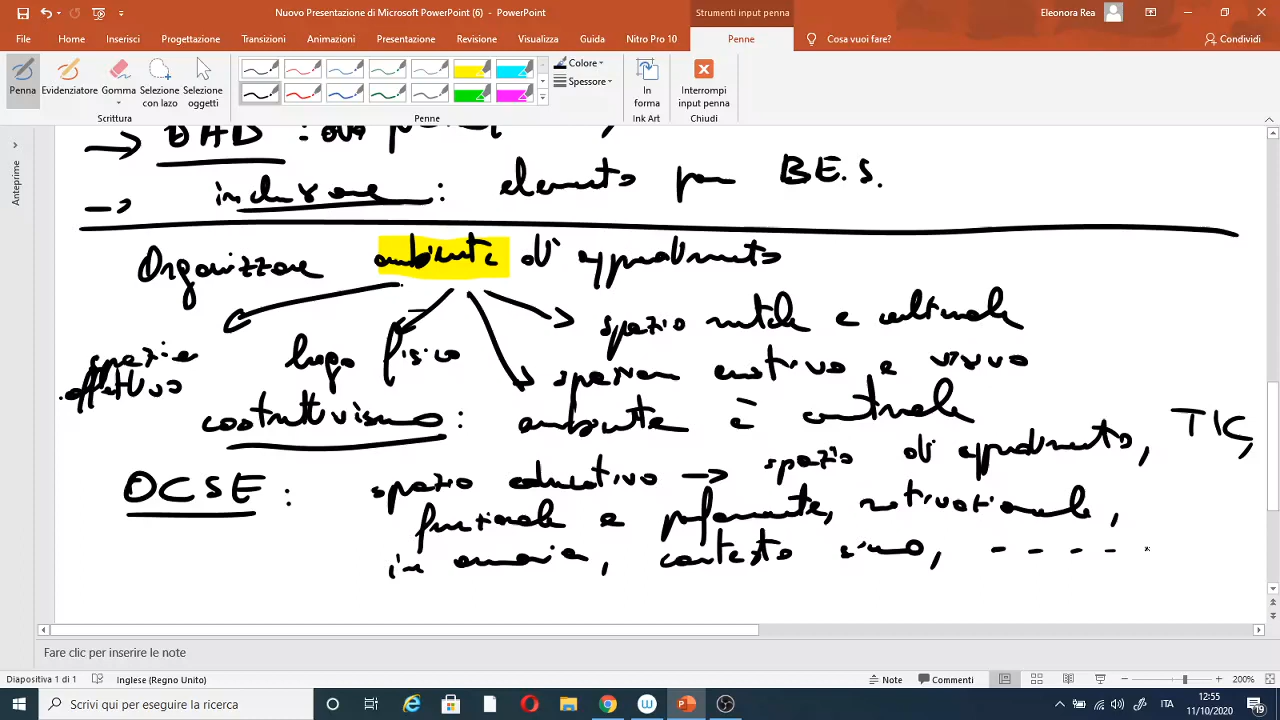 Nuovo Presentazione di Microsoft PowerPoint (6) - PowerPoint
Strumenti input penna
Eleonora Rea
File Home Inserisci Progettazione Transizioni Animazioni Presentazione Revisione Visualizza Guida Nitro Pro 10 Penne Cosa vuoi fare? Condividi
Penna Evidenziatore Gomma Selezione con lazo Selezione oggetti
Colore
Spessore
In forma
Interrompi input penna
Scrittura Penne Ink Art Chiudi
Anteprime
→ DAD :
→ inclusione : elemento per B.E.S.
Organizzare ambiente di apprendimento
spazio e culturale
spazio affettivo luogo fisico
spazio emotivo e vissuto
costruttivismo : ambiente è centrale
OCSE : spazio educativo → spazio di apprendimento, TIC,
funzionale e performante, motivazionale,
in armonia, contesto sicuro, - - - - -
Fare clic per inserire le note
Diapositiva 1 di 1 Inglese (Regno Unito) Note Commenti 200%
Scrivi qui per eseguire la ricerca
ITA
12:55
11/10/2020
19